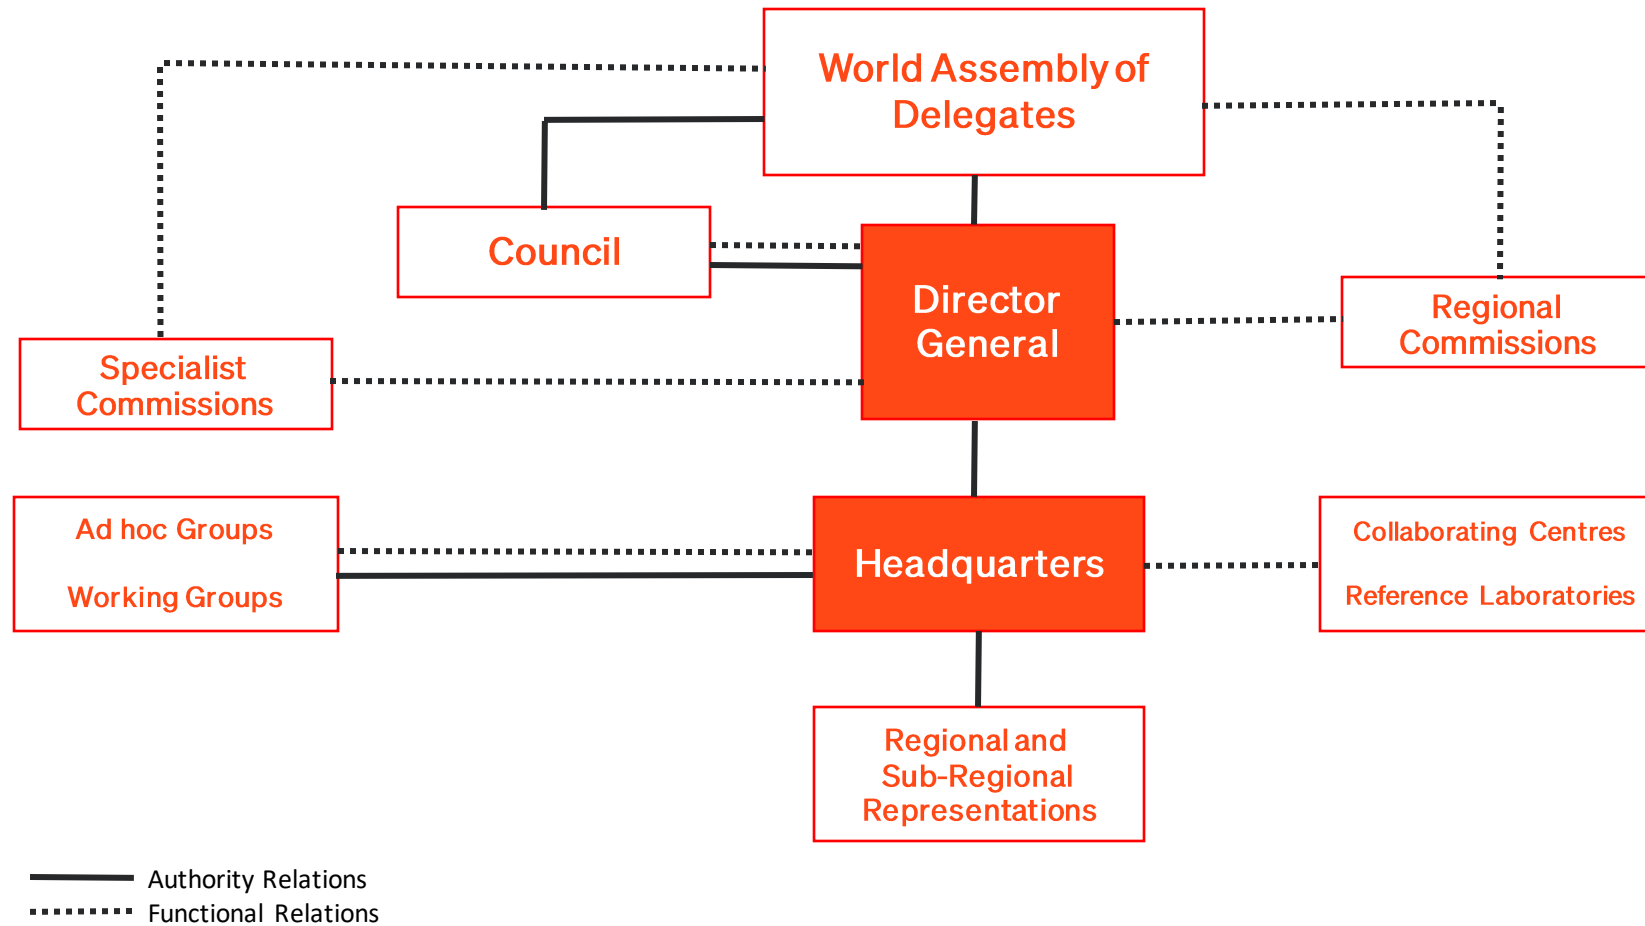 World Assembly of
Delegates
Council
Director
General
Regional
Commissions
Specialist
Commissions
Ad hoc Groups
Working Groups
Headquarters
Collaborating Centres
Reference Laboratories
Regional and
Sub-Regional
Representations
Authority Relations
Functional Relations